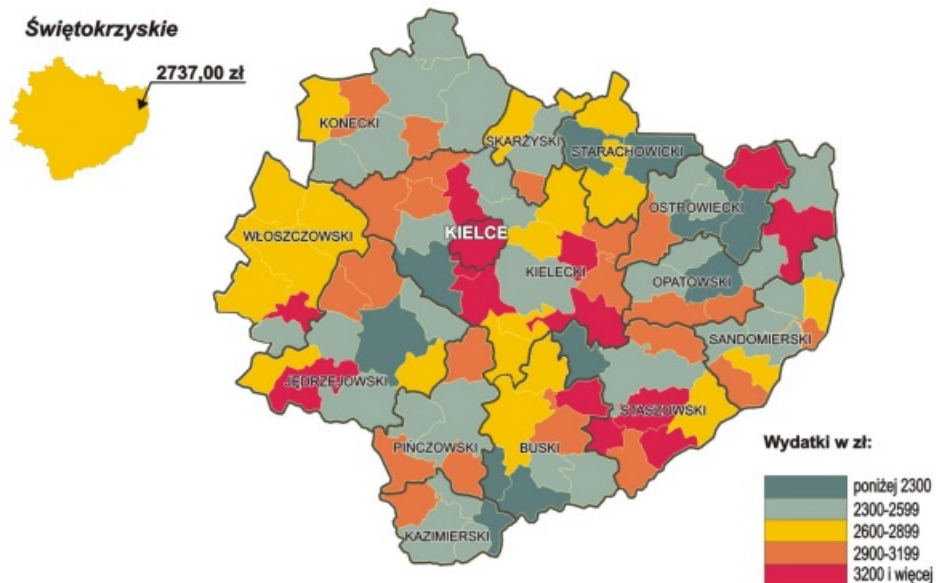 Świętokrzyskie
2737,00 zł
KONECKI
SKARŻYSKI
STARACHOWICKI
OSTROWIECKI
WŁOSZCZOWSKI
KIELCE
KIELECKI
OPATOWSKI
SANDOMIERSKI
JĘDRZEJOWSKI
STASZOWSKI
PIŃCZOWSKI
BUSKI
KAZIMIERSKI
Wydatki w zł:
poniżej 2300
2300-2599
2600-2899
2900-3199
3200 i więcej